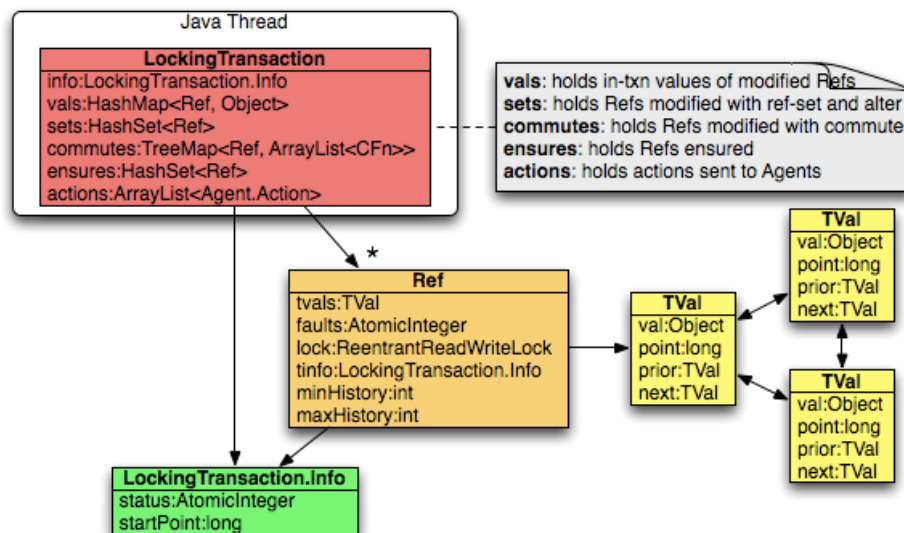 Java Thread
LockingTransaction
info:LockingTransaction.Info
vals:HashMap<Ref, Object>
sets:HashSet<Ref>
commutes:TreeMap<Ref, ArrayList<CFn>>
ensures:HashSet<Ref>
actions:ArrayList<Agent.Action>
vals: holds in-txn values of modified Refs
sets: holds Refs modified with ref-set and alter
commutes: holds Refs modified with commute
ensures: holds Refs ensured
actions: holds actions sent to Agents
*
Ref
tvals:TVal
faults:AtomicInteger
lock:ReentrantReadWriteLock
tinfo:LockingTransaction.Info
minHistory:int
maxHistory:int
TVal
val:Object
point:long
prior:TVal
next:TVal
TVal
val:Object
point:long
prior:TVal
next:TVal
TVal
val:Object
point:long
prior:TVal
next:TVal
LockingTransaction.Info
status:AtomicInteger
startPoint:long